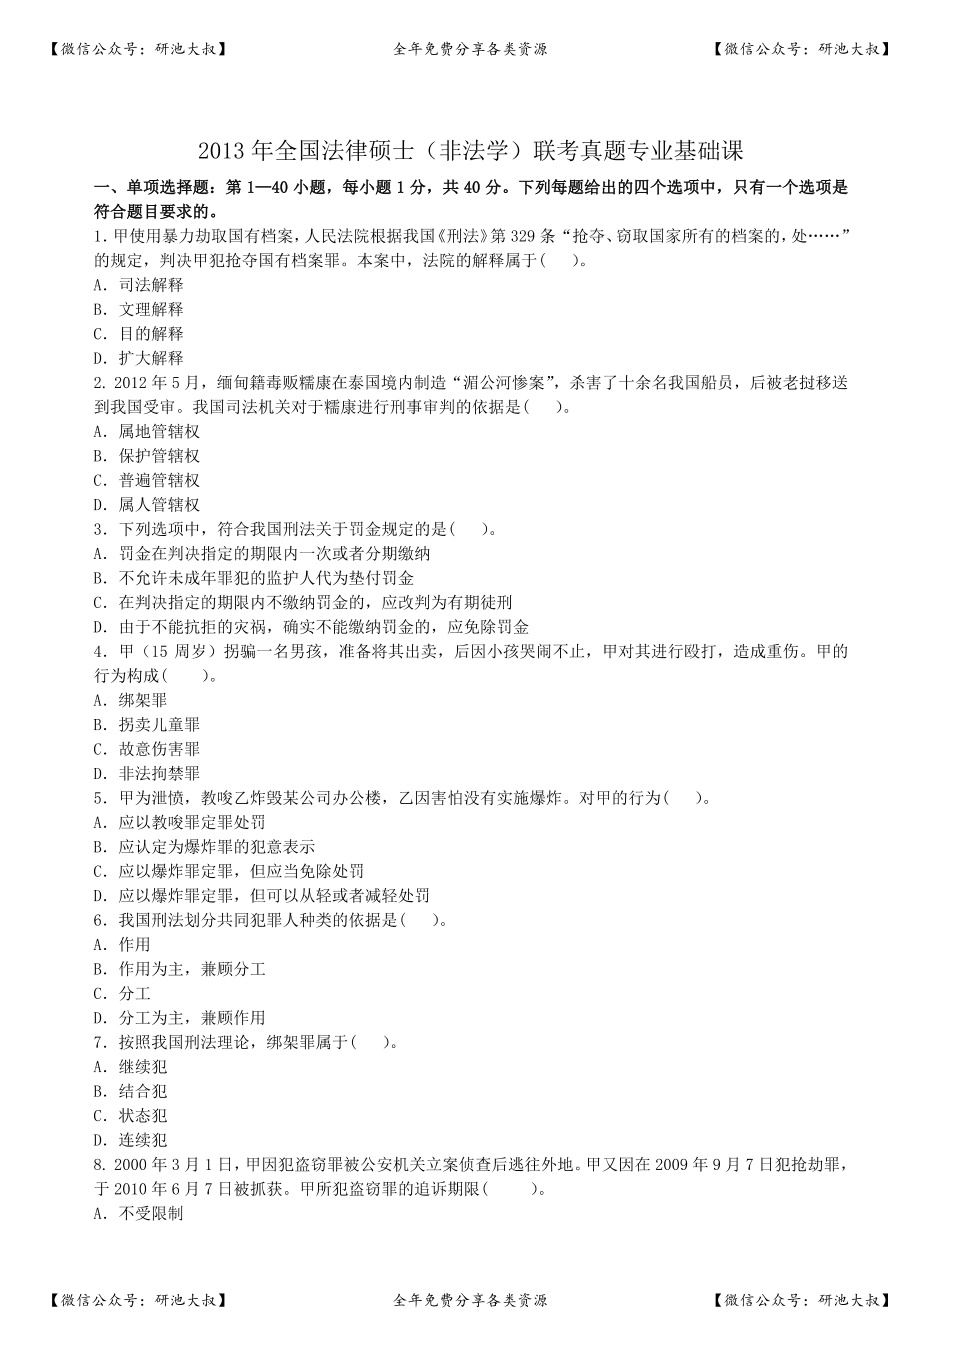 【微信公众号：研池大叔】 全年免费分享各类资源 【微信公众号：研池大叔】
2013 年全国法律硕士（非法学）联考真题专业基础课
一、单项选择题：第 1—40 小题，每小题 1 分，共 40 分。下列每题给出的四个选项中，只有一个选项是
符合题目要求的。
1. 甲使用暴力劫取国有档案，人民法院根据我国《刑法》第 329 条“抢夺、窃取国家所有的档案的，处……”
的规定，判决甲犯抢夺国有档案罪。本案中，法院的解释属于(   )。
A. 司法解释
B. 文理解释
C. 目的解释
D. 扩大解释
2. 2012 年 5 月，缅甸籍毒贩糯康在泰国境内制造“湄公河惨案”，杀害了十余名我国船员，后被老挝移送
到我国受审。我国司法机关对于糯康进行刑事审判的依据是(   )。
A. 属地管辖权
B. 保护管辖权
C. 普遍管辖权
D. 属人管辖权
3. 下列选项中，符合我国刑法关于罚金规定的是(   )。
A. 罚金在判决指定的期限内一次或者分期缴纳
B. 不允许未成年罪犯的监护人代为垫付罚金
C. 在判决指定的期限内不缴纳罚金的，应改判为有期徒刑
D. 由于不能抗拒的灾祸，确实不能缴纳罚金的，应免除罚金
4. 甲（15 周岁）拐骗一名男孩，准备将其出卖，后因小孩哭闹不止，甲对其进行殴打，造成重伤。甲的
行为构成(    )。
A. 绑架罪
B. 拐卖儿童罪
C. 故意伤害罪
D. 非法拘禁罪
5. 甲为泄愤，教唆乙炸毁某公司办公楼，乙因害怕没有实施爆炸。对甲的行为(   )。
A. 应以教唆罪定罪处罚
B. 应认定为爆炸罪的犯意表示
C. 应以爆炸罪定罪，但应当免除处罚
D. 应以爆炸罪定罪，但可以从轻或者减轻处罚
6. 我国刑法划分共同犯罪人种类的依据是(   )。
A. 作用
B. 作用为主，兼顾分工
C. 分工
D. 分工为主，兼顾作用
7. 按照我国刑法理论，绑架罪属于(   )。
A. 继续犯
B. 结合犯
C. 状态犯
D. 连续犯
8. 2000 年 3 月 1 日，甲因犯盗窃罪被公安机关立案侦查后逃往外地。甲又因在 2009 年 9 月 7 日犯抢劫罪，
于 2010 年 6 月 7 日被抓获。甲所犯盗窃罪的追诉期限(     )。
A. 不受限制
【微信公众号：研池大叔】 全年免费分享各类资源 【微信公众号：研池大叔】